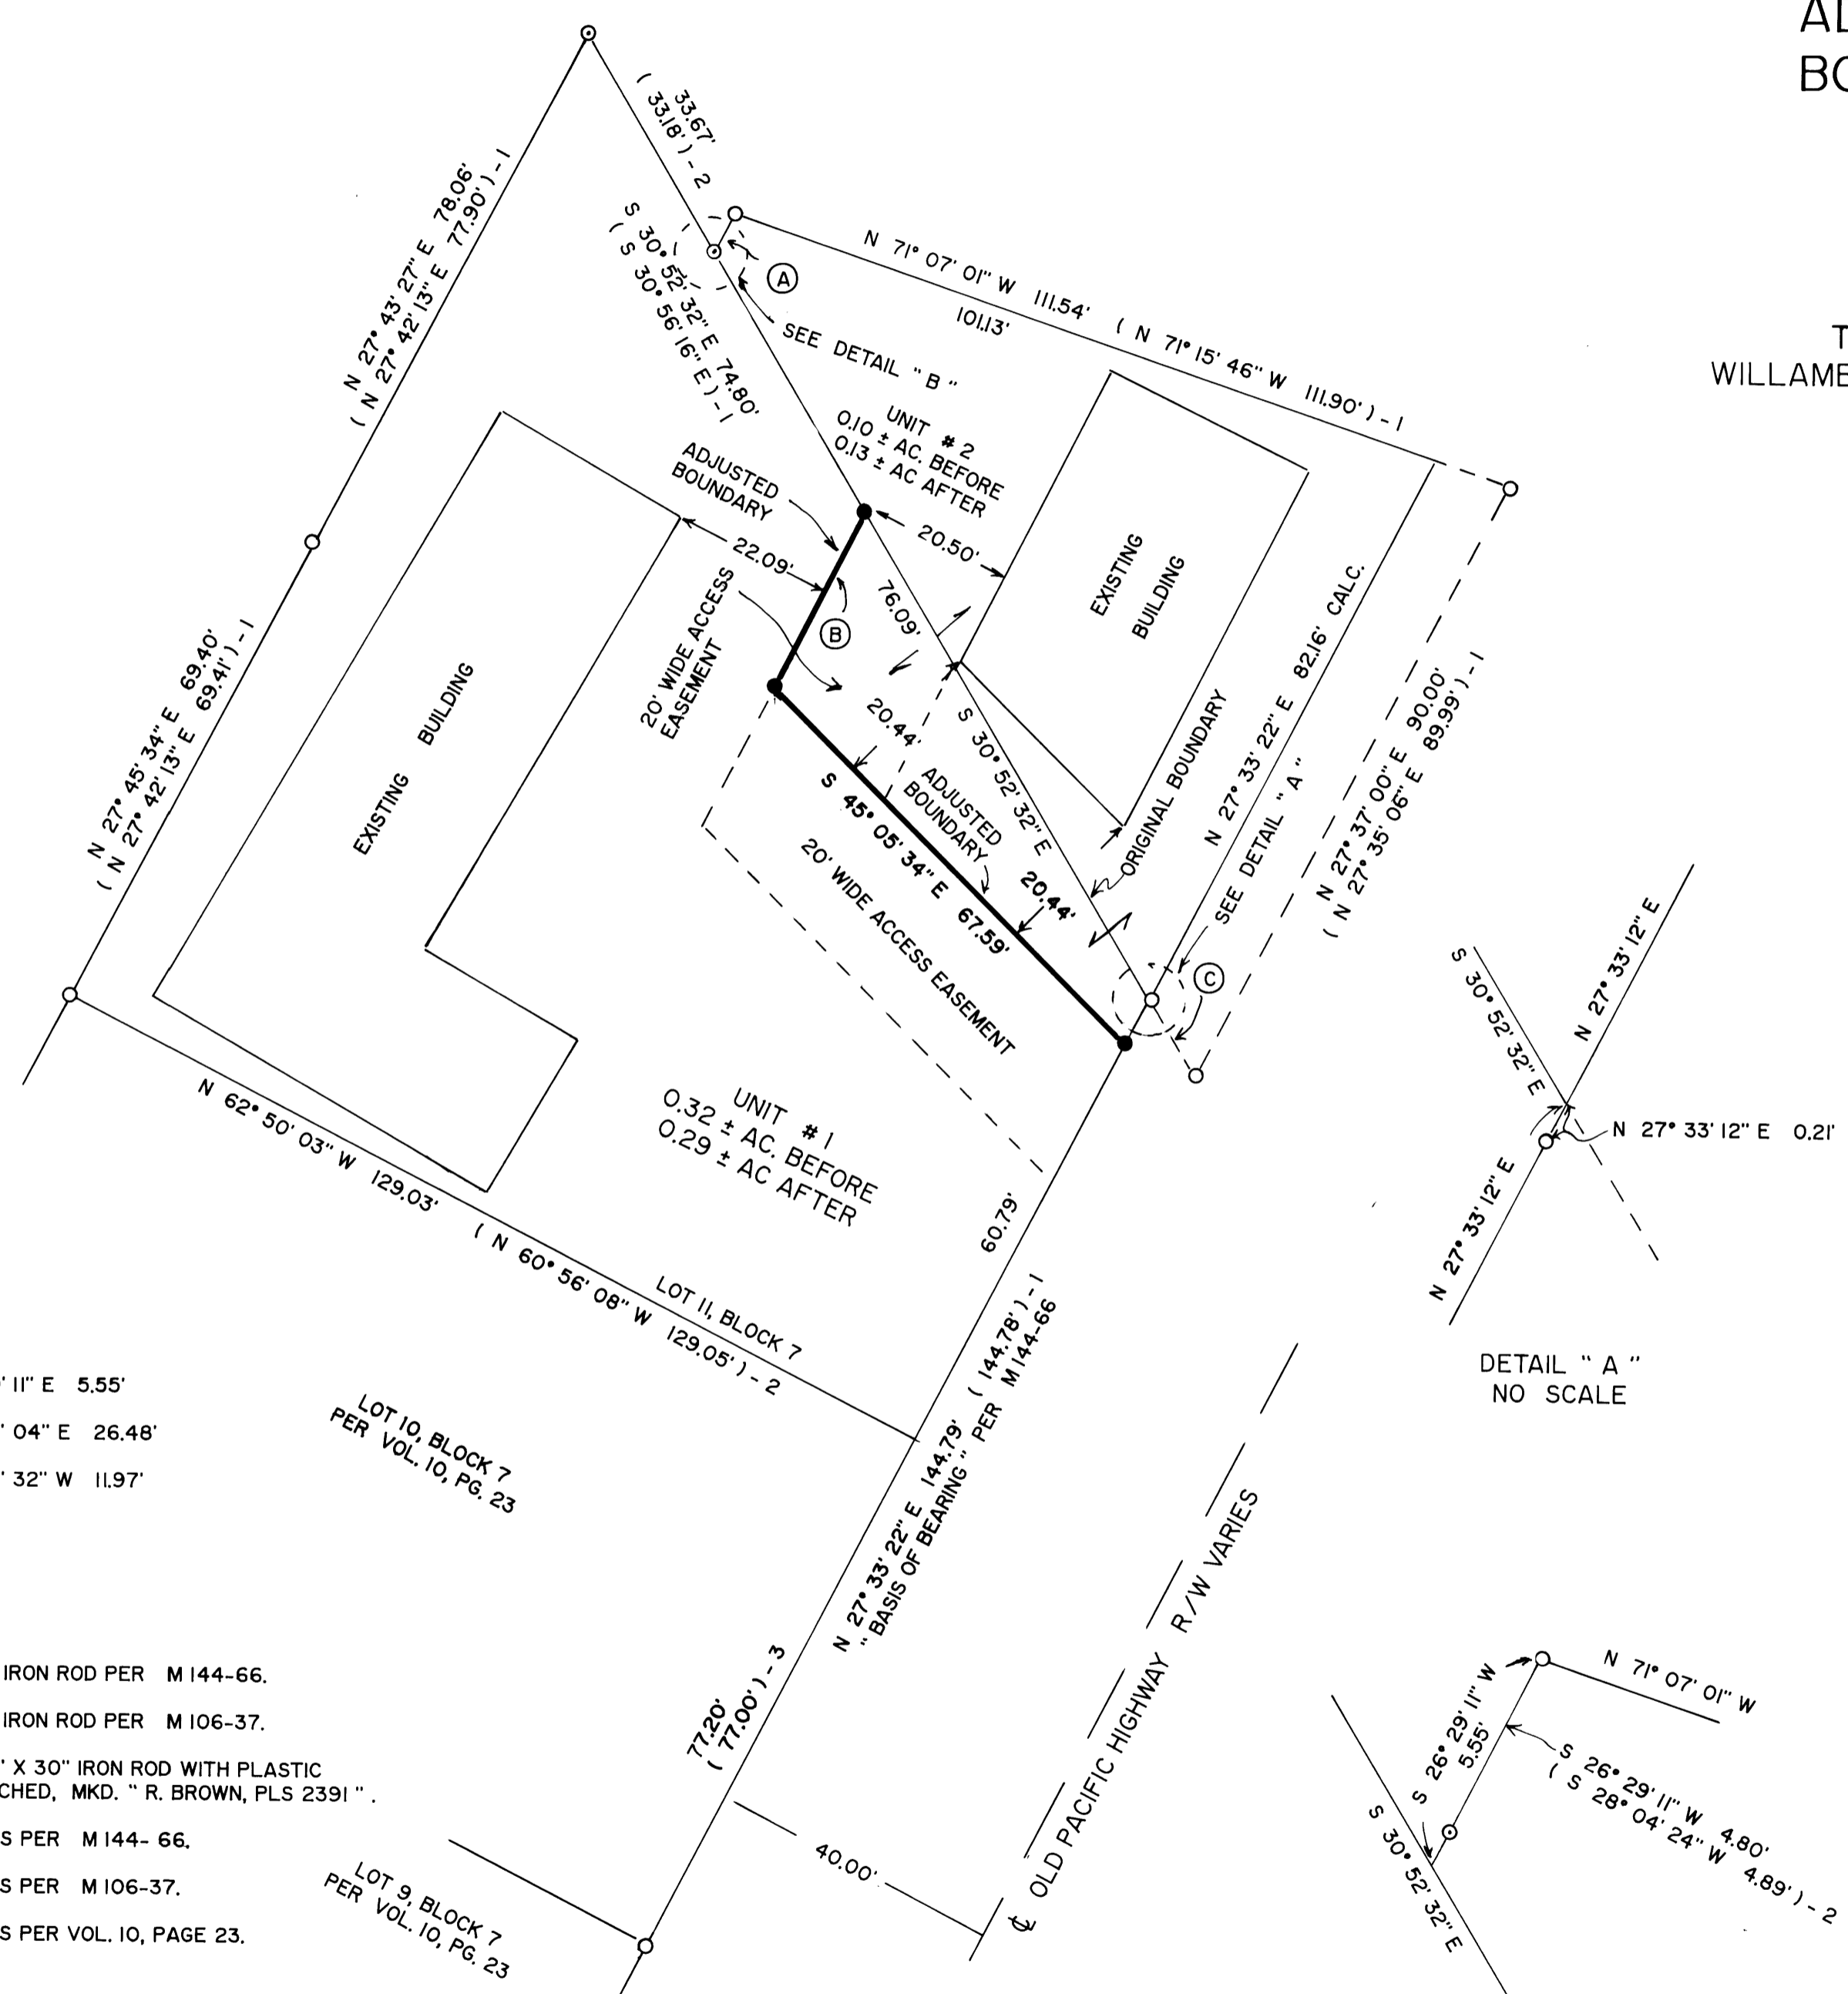 AL
BO
T
WILLAMB
33.67'
( 33.18' ) - 2
N 27° 43' 27" E 78.06'
( N 27° 42' 13" E 77.90' ) - 1
S 30° 52' 32" E 74.80'
( S 30° 56' 16" E ) - 1
A
SEE DETAIL " B "
N 71° 07' 01" W 111.54' ( N 71° 15' 46" W 111.90' ) - 1
101.13'
UNIT # 2
0.10 ± AC. BEFORE
0.13 ± AC AFTER
ADJUSTED
BOUNDARY
22.09'
20.50'
B
76.09'
EXISTING
BUILDING
20' WIDE ACCESS
EASEMENT
N 27° 45' 34" E 69.40'
( N 27° 42' 13" E 69.41' ) - 1
EXISTING BUILDING
20.44'
S 30° 52' 32" E
ADJUSTED
BOUNDARY
S 45° 05' 34" E 67.59'
20.44'
ORIGINAL BOUNDARY
N 27° 33' 22" E 82.16' CALC.
SEE DETAIL " A "
N 27° 37' 00" E 90.00'
( N 27° 35' 06" E 89.99' ) - 1
20' WIDE ACCESS EASEMENT
C
UNIT # 1
0.32 ± AC. BEFORE
0.29 ± AC AFTER
N 62° 50' 03" W 129.03' ( N 60° 56' 08" W 129.05' ) - 2
LOT 11, BLOCK 7
60.79'
S 30° 52' 32" E
N 27° 33' 12" E
N 27° 33' 12" E 0.21'
N 27° 33' 12" E
DETAIL " A "
NO SCALE
' 11" E 5.55'
' 04" E 26.48'
' 32" W 11.97'
LOT 10, BLOCK 7
PER VOL. 10, PG. 23
N 27° 33' 22" E 144.79' ( 144.78' ) - 1
" BASIS OF BEARING " PER M 144-66
77.20'
( 77.00' ) - 3
IRON ROD PER M 144-66.
IRON ROD PER M 106-37.
' X 30" IRON ROD WITH PLASTIC
CHED, MKD. " R. BROWN, PLS 2391 " .
S PER M 144- 66.
S PER M 106-37.
S PER VOL. 10, PAGE 23.
LOT 9, BLOCK 7
PER VOL. 10, PG. 23
40.00'
℄ OLD PACIFIC HIGHWAY R/W VARIES
N 71° 07' 01" W
S 26° 29' 11" W
5.55'
S 26° 29' 11" W 4.80'
( S 28° 04' 24" W 4.89' ) - 2
S 30° 52' 32" E